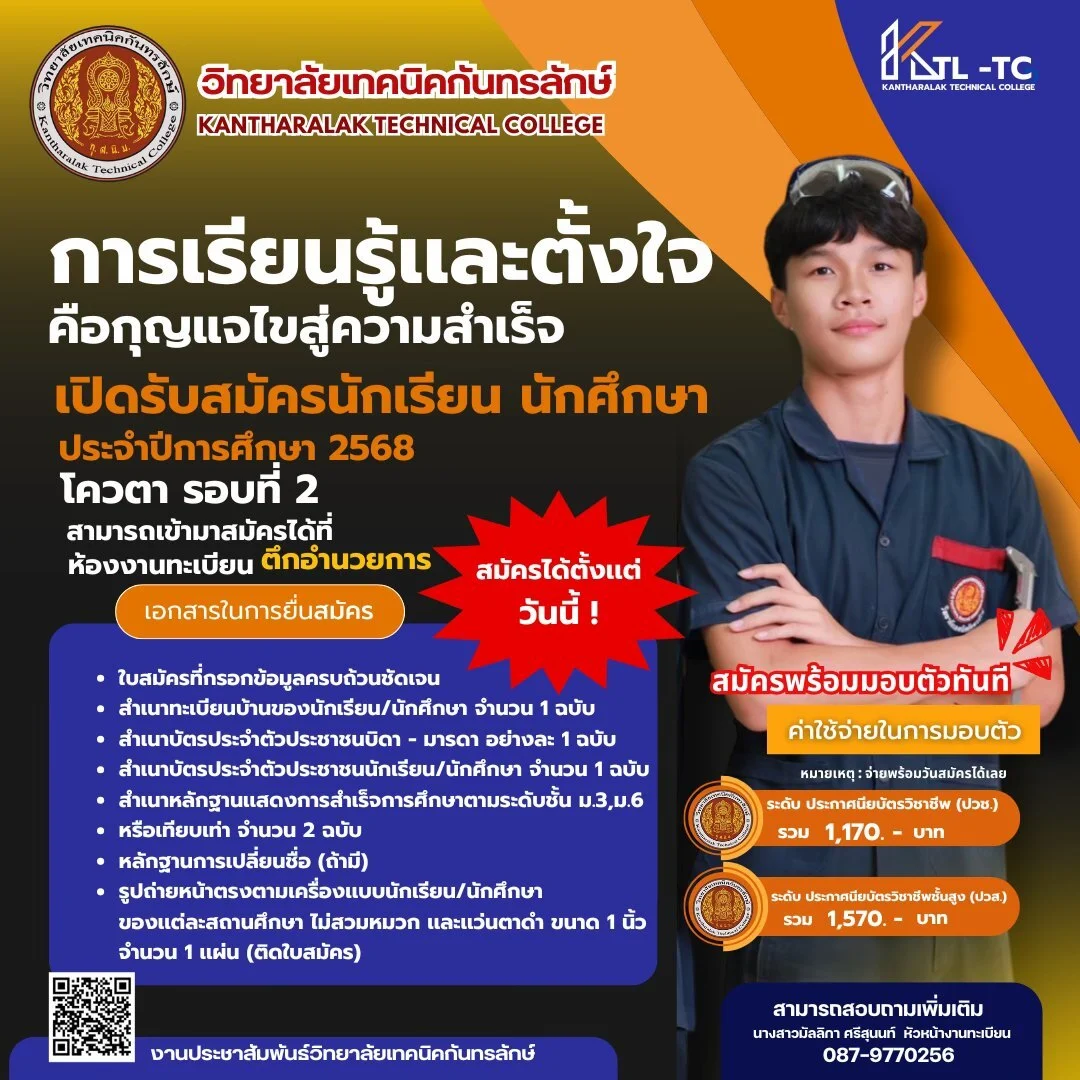 วิทยาลัยเทคนิคกันทรลักษ์
Kantharalak Technical College
ก.ศ.น.ม.
วิทยาลัยเทคนิคกันทรลักษ์
KANTHARALAK TECHNICAL COLLEGE
KTL -TC
KANTHARALAK TECHNICAL COLLEGE
การเรียนรู้และตั้งใจ
คือกุญแจไขสู่ความสำเร็จ
เปิดรับสมัครนักเรียน นักศึกษา
ประจำปีการศึกษา 2568
โควตา รอบที่ 2
สามารถเข้ามาสมัครได้ที่
ห้องงานทะเบียน ตึกอำนวยการ
สมัครได้ตั้งแต่
วันนี้ !
เอกสารในการยื่นสมัคร
• ใบสมัครที่กรอกข้อมูลครบถ้วนชัดเจน
• สำเนาทะเบียนบ้านของนักเรียน/นักศึกษา จำนวน 1 ฉบับ
• สำเนาบัตรประจำตัวประชาชนบิดา - มารดา อย่างละ 1 ฉบับ
• สำเนาบัตรประจำตัวประชาชนนักเรียน/นักศึกษา จำนวน 1 ฉบับ
• สำเนาหลักฐานแสดงการสำเร็จการศึกษาตามระดับชั้น ม.3,ม.6
• หรือเทียบเท่า จำนวน 2 ฉบับ
• หลักฐานการเปลี่ยนชื่อ (ถ้ามี)
• รูปถ่ายหน้าตรงตามเครื่องแบบนักเรียน/นักศึกษา
ของแต่ละสถานศึกษา ไม่สวมหมวก และแว่นตาดำ ขนาด 1 นิ้ว
จำนวน 1 แผ่น (ติดใบสมัคร)
สมัครพร้อมมอบตัวทันที
ค่าใช้จ่ายในการมอบตัว
หมายเหตุ : จ่ายพร้อมวันสมัครได้เลย
ระดับ ประกาศนียบัตรวิชาชีพ (ปวช.)
รวม 1,170. - บาท
ระดับ ประกาศนียบัตรวิชาชีพชั้นสูง (ปวส.)
รวม 1,570. - บาท
สามารถสอบถามเพิ่มเติม
นางสาวมัลลิกา ศรีสุนนท์ หัวหน้างานทะเบียน
087-9770256
งานประชาสัมพันธ์วิทยาลัยเทคนิคกันทรลักษ์